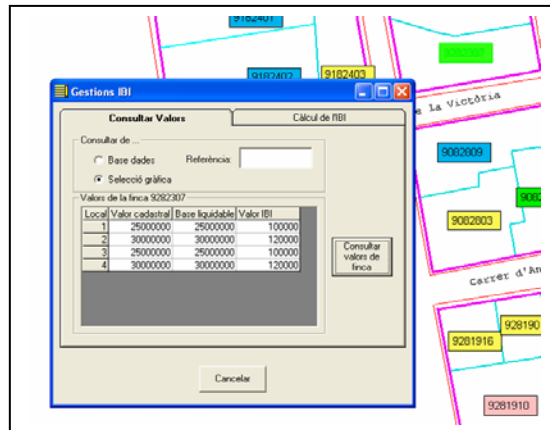 9182401
9182402
9182403
9282307
e la Victòria
9082809
9082803
Carrer d'An
928190
9281916
9281910
Gestions IBI
Consultar Valors
Càlcul de l'IBI
Consultar de ...
Base dades
Referència:
Selecció gràfica
Valors de la finca 9282307
Local Valor cadastral Base liquidable Valor IBI
1 25000000 25000000 100000
2 30000000 30000000 120000
3 25000000 25000000 100000
4 30000000 30000000 120000
Consultar
valors de
finca
Cancelar